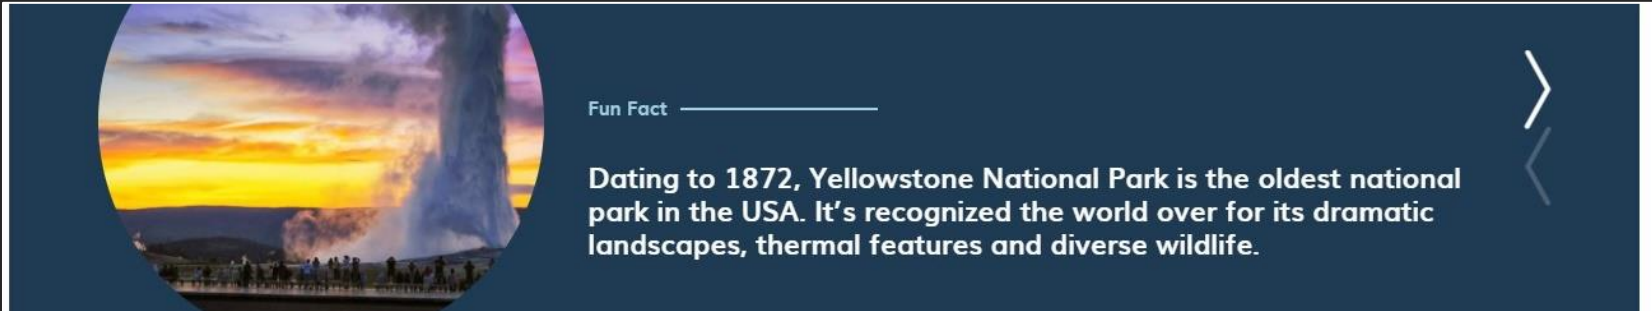 Fun Fact
Dating to 1872, Yellowstone National Park is the oldest national
park in the USA. It’s recognized the world over for its dramatic
landscapes, thermal features and diverse wildlife.